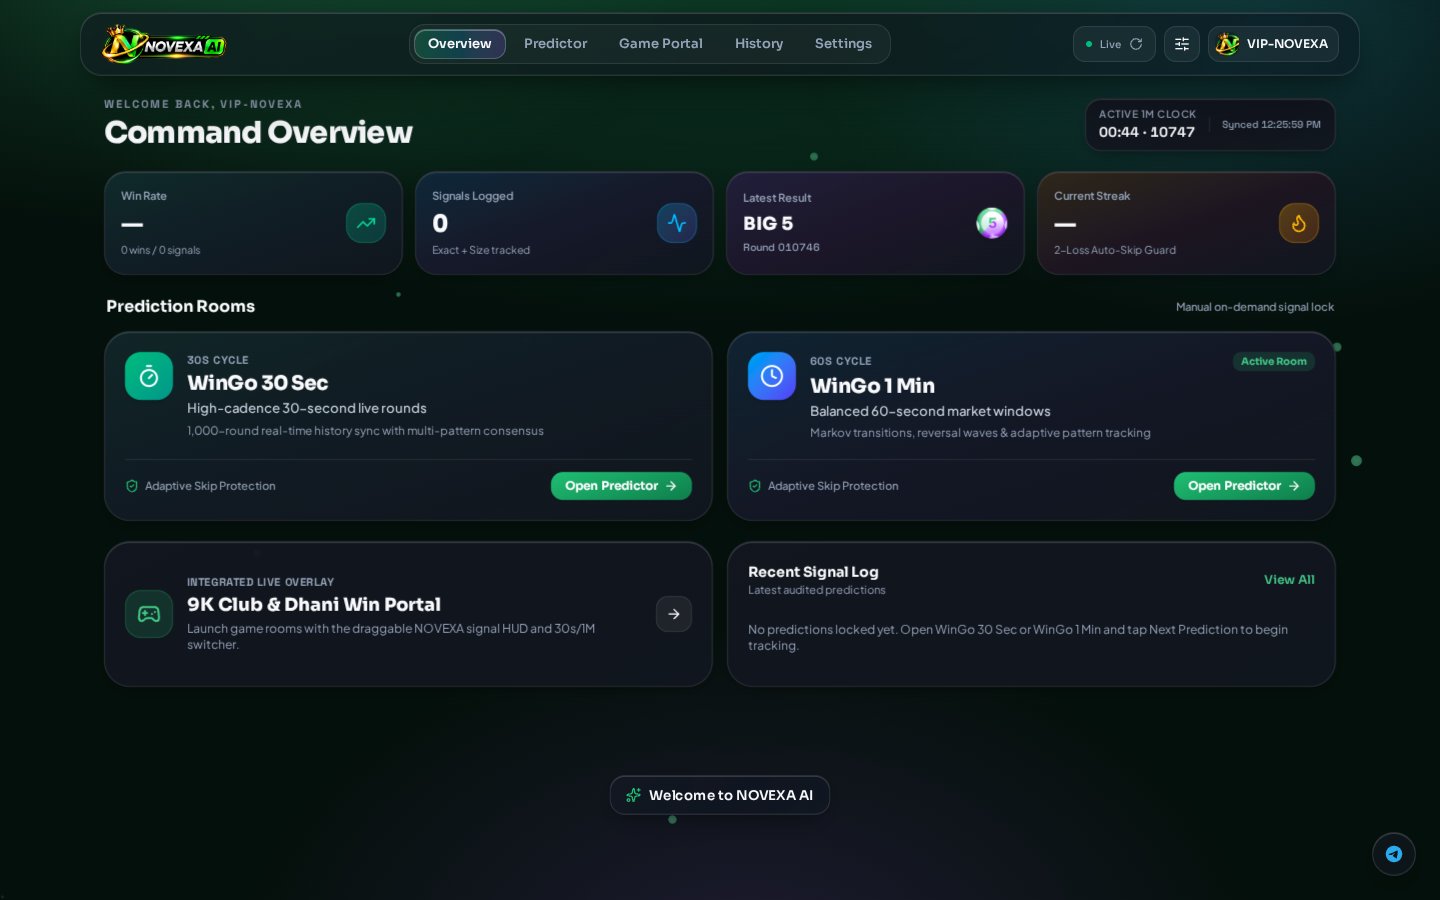 NOVEXA AI
Overview
Predictor
Game Portal
History
Settings
Live
VIP-NOVEXA
WELCOME BACK, VIP-NOVEXA
Command Overview
ACTIVE 1M CLOCK
00:44 · 10747
Synced 12:25:59 PM
Win Rate
—
0 wins / 0 signals
Signals Logged
0
Exact + Size tracked
Latest Result
BIG 5
Round 010746
5
Current Streak
—
2-Loss Auto-Skip Guard
Prediction Rooms
Manual on-demand signal lock
30S CYCLE
WinGo 30 Sec
High-cadence 30-second live rounds
1,000-round real-time history sync with multi-pattern consensus
Adaptive Skip Protection
Open Predictor
60S CYCLE
Active Room
WinGo 1 Min
Balanced 60-second market windows
Markov transitions, reversal waves & adaptive pattern tracking
Adaptive Skip Protection
Open Predictor
INTEGRATED LIVE OVERLAY
9K Club & Dhani Win Portal
Launch game rooms with the draggable NOVEXA signal HUD and 30s/1M
switcher.
Recent Signal Log
Latest audited predictions
View All
No predictions locked yet. Open WinGo 30 Sec or WinGo 1 Min and tap Next Prediction to begin
tracking.
Welcome to NOVEXA AI